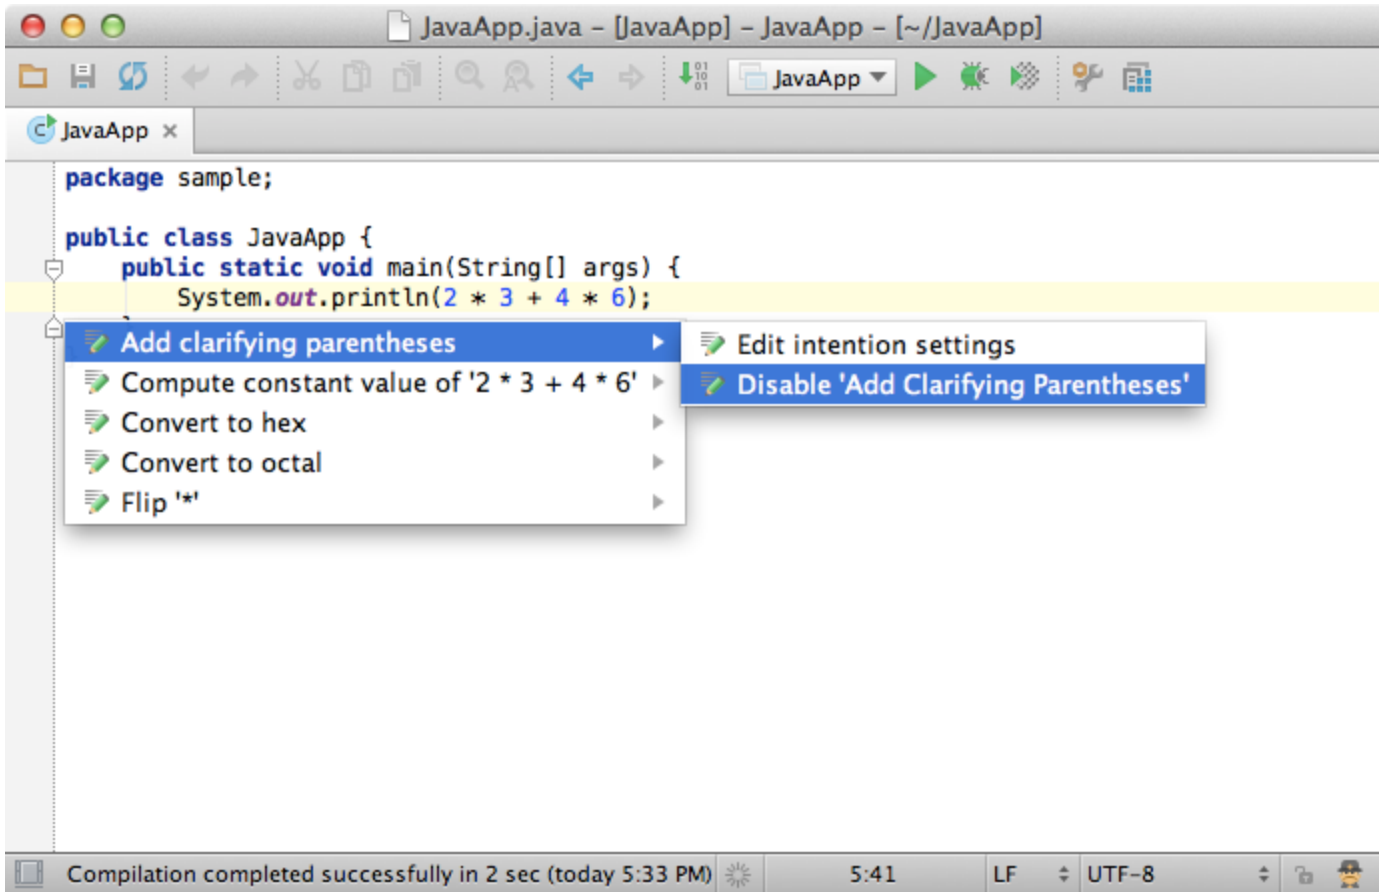 JavaApp.java – [JavaApp] – JavaApp – [~/JavaApp]
JavaApp
JavaApp
package sample;
public class JavaApp {
public static void main(String[] args) {
System.out.println(2 * 3 + 4 * 6);
Add clarifying parentheses
Edit intention settings
Compute constant value of '2 * 3 + 4 * 6'
Disable 'Add Clarifying Parentheses'
Convert to hex
Convert to octal
Flip '*'
Compilation completed successfully in 2 sec (today 5:33 PM) 5:41 LF UTF-8